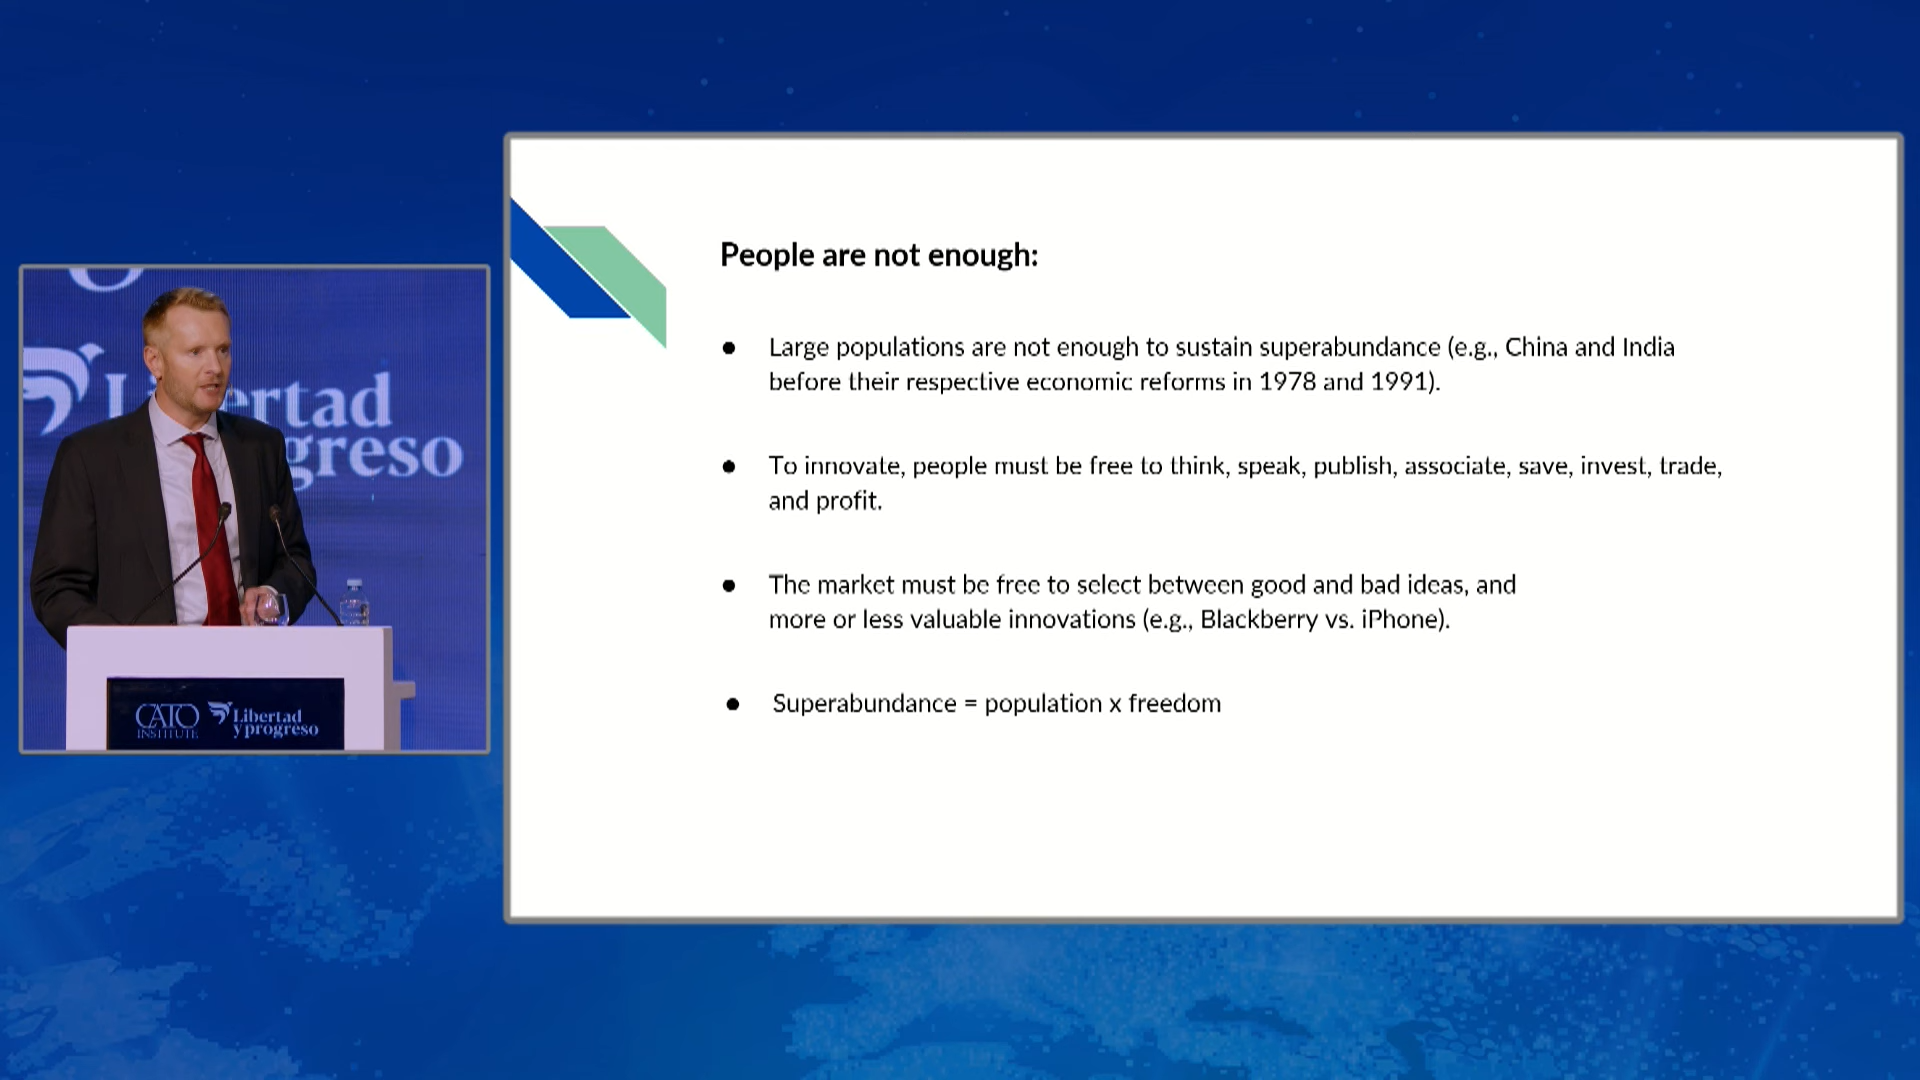 Libertad
greso
CATO
INSTITUTE
Libertad
y progreso
People are not enough:
● Large populations are not enough to sustain superabundance (e.g., China and India
before their respective economic reforms in 1978 and 1991).
● To innovate, people must be free to think, speak, publish, associate, save, invest, trade,
and profit.
● The market must be free to select between good and bad ideas, and
more or less valuable innovations (e.g., Blackberry vs. iPhone).
● Superabundance = population x freedom